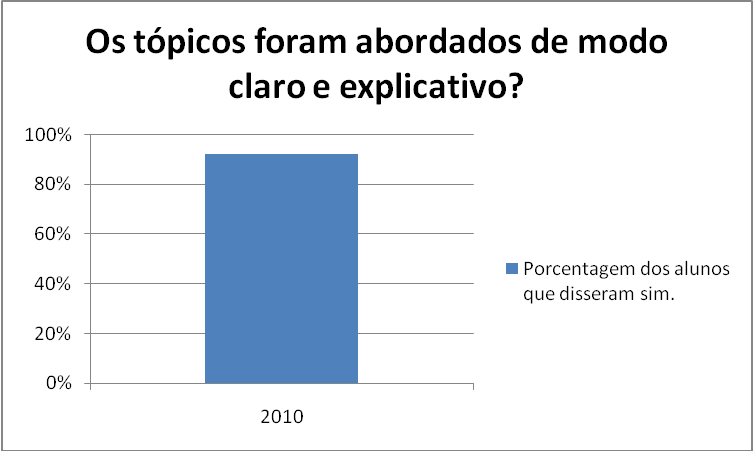 Os tópicos foram abordados de modo
claro e explicativo?
100%
80%
60%
40%
20%
0%
2010
Porcentagem dos alunos
que disseram sim.